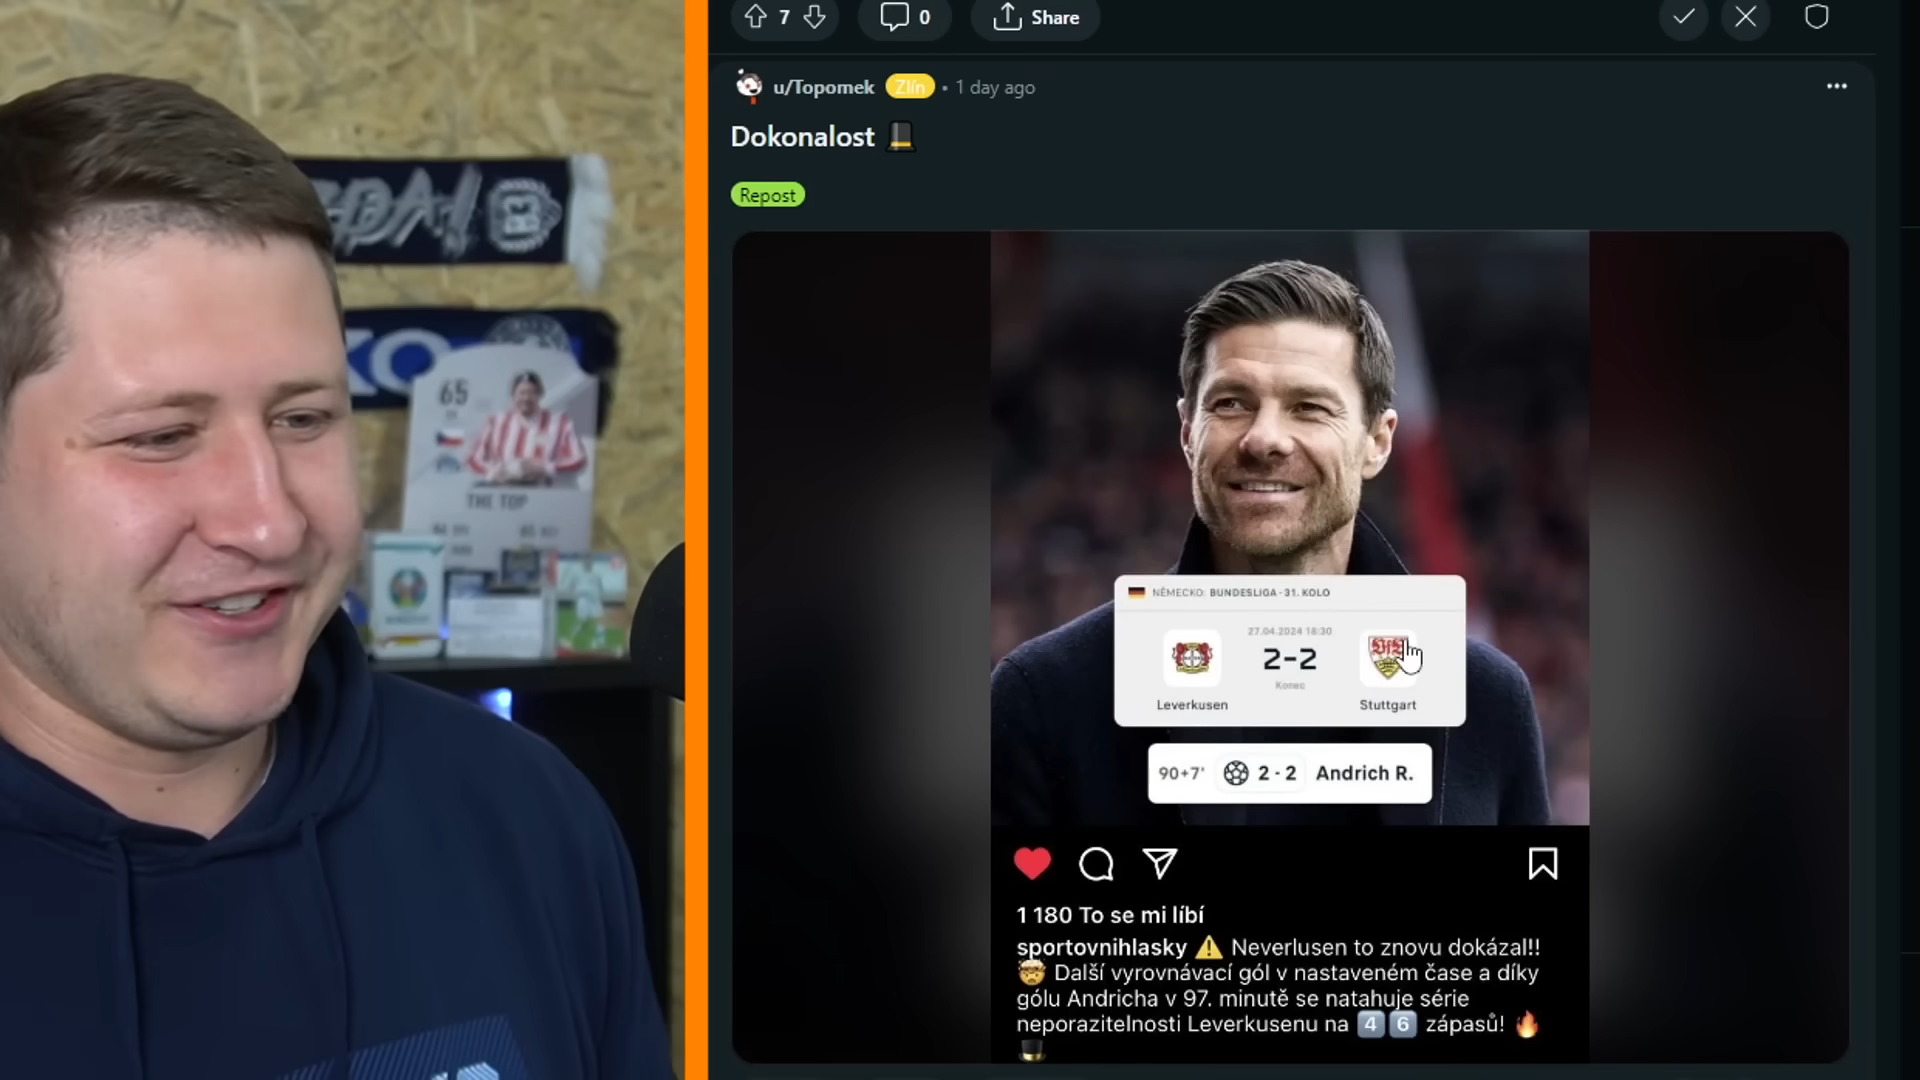 7
0
Share
u/Topomek Zlín • 1 day ago
Dokonalost
Repost
NĚMECKO: BUNDESLIGA - 31. KOLO
27.04.2024 18:30
2-2
Konec
Leverkusen
Stuttgart
90+7' 2 - 2 Andrich R.
1 180 To se mi líbí
sportovnihlasky ⚠️ Neverlusen to znovu dokázal!!
🤯 Další vyrovnávací gól v nastaveném čase a díky
gólu Andricha v 97. minutě se natahuje série
neporazitelnosti Leverkusenu na 4️⃣6️⃣ zápasů! 🔥
65
THE TOP